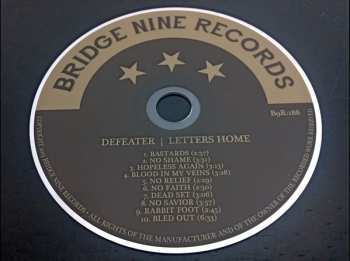 BRIDGE NINE RECORDS
B9R:188
DEFEATER | LETTERS HOME
1. BASTARDS (2:37)
2. NO SHAME (3:31)
3. HOPELESS AGAIN (3:13)
4. BLOOD IN MY VEINS (3:28)
5. NO RELIEF (2:29)
6. NO FAITH (2:30)
7. DEAD SET (3:06)
8. NO SAVIOR (3:57)
9. RABBIT FOOT (2:45)
10. BLED OUT (6:33)
BRIDGE NINE RECORDS • ALL RIGHTS OF THE MANUFACTURER AND OF THE OWNER OF THE RECORDED